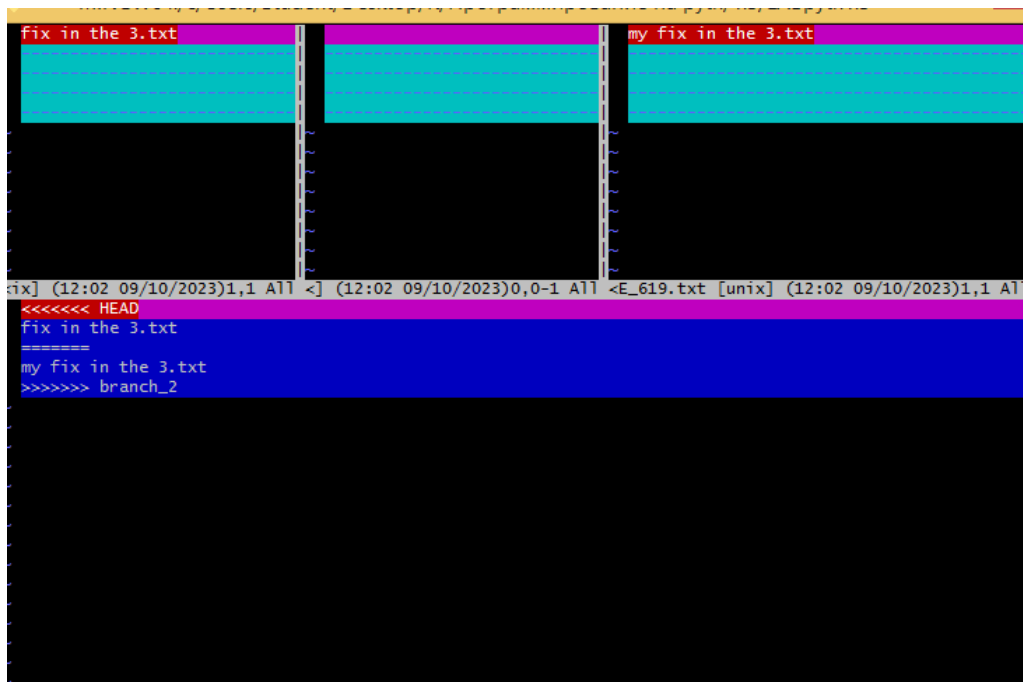 fix in the 3.txt
my fix in the 3.txt
ix] (12:02 09/10/2023)1,1 All <] (12:02 09/10/2023)0,0-1 All <E_619.txt [unix] (12:02 09/10/2023)1,1 All
<<<<<<< HEAD
fix in the 3.txt
=======
my fix in the 3.txt
>>>>>>> branch_2